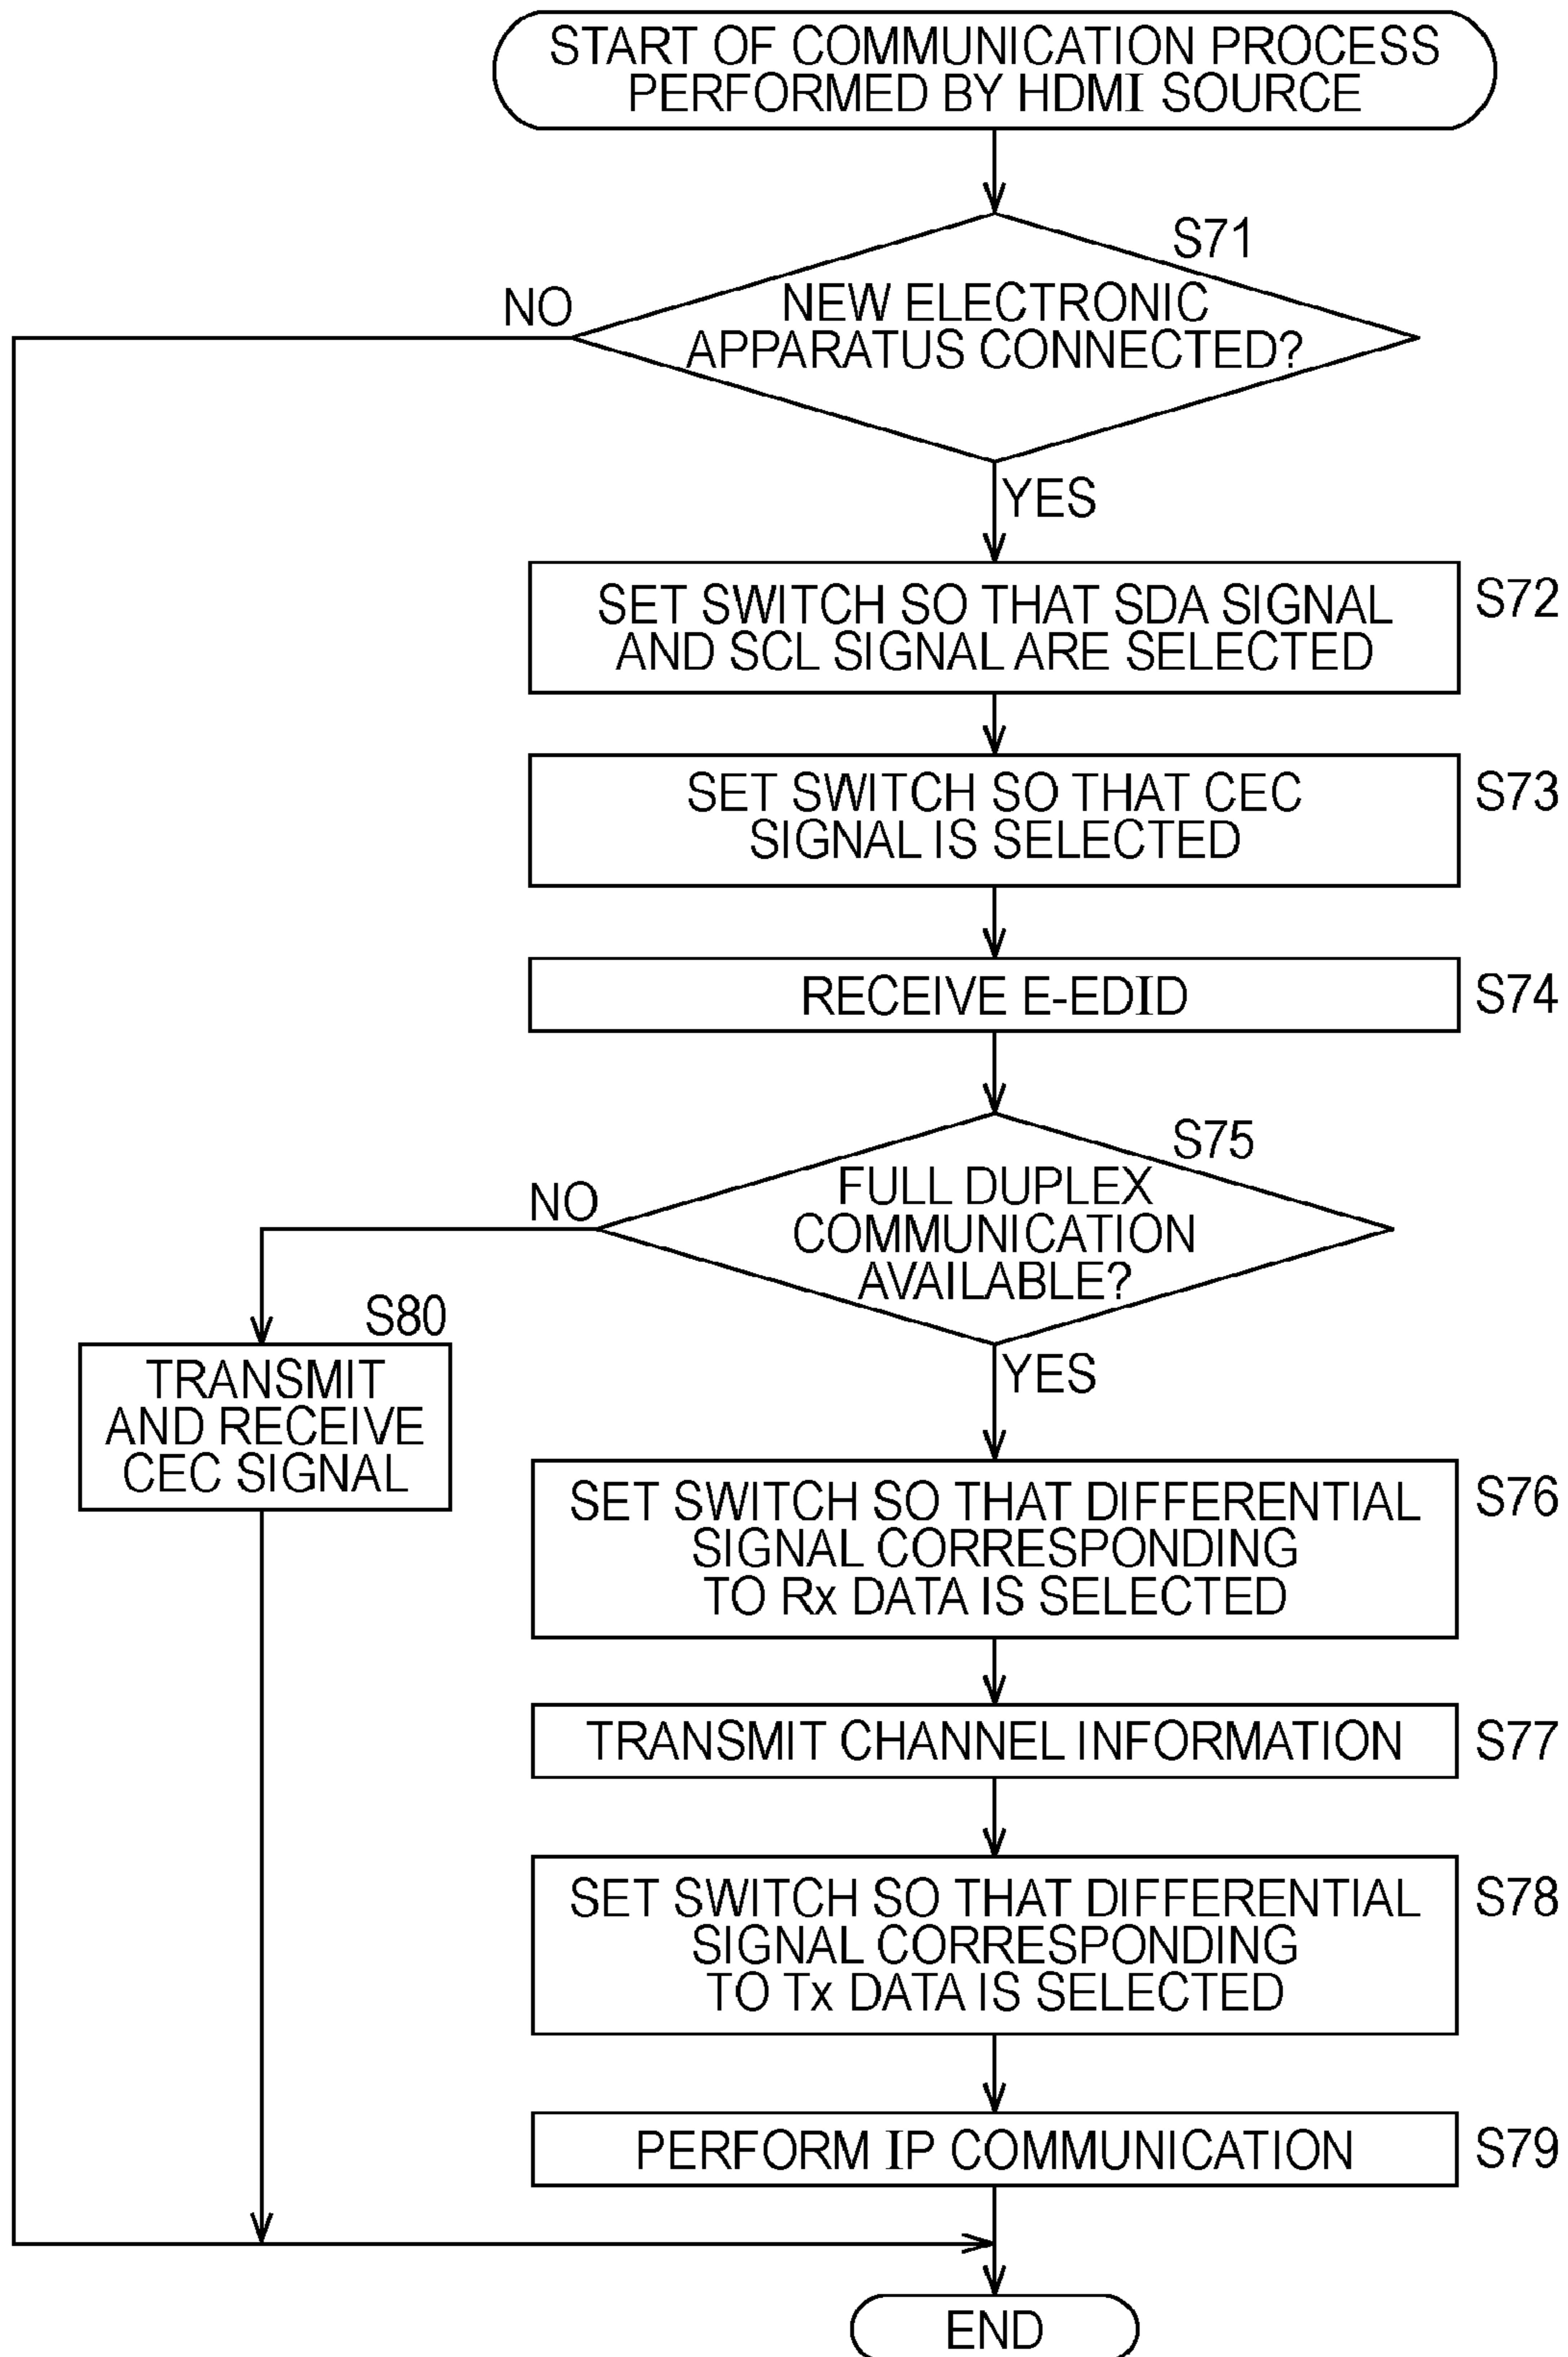 START OF COMMUNICATION PROCESS
PERFORMED BY HDMI SOURCE
S71
NO
NEW ELECTRONIC
APPARATUS CONNECTED?
YES
SET SWITCH SO THAT SDA SIGNAL
AND SCL SIGNAL ARE SELECTED
S72
SET SWITCH SO THAT CEC
SIGNAL IS SELECTED
S73
RECEIVE E-EDID
S74
S75
NO
FULL DUPLEX
COMMUNICATION
AVAILABLE?
S80
TRANSMIT
AND RECEIVE
CEC SIGNAL
YES
SET SWITCH SO THAT DIFFERENTIAL
SIGNAL CORRESPONDING
TO Rx DATA IS SELECTED
S76
TRANSMIT CHANNEL INFORMATION
S77
SET SWITCH SO THAT DIFFERENTIAL
SIGNAL CORRESPONDING
TO Tx DATA IS SELECTED
S78
PERFORM IP COMMUNICATION
S79
END